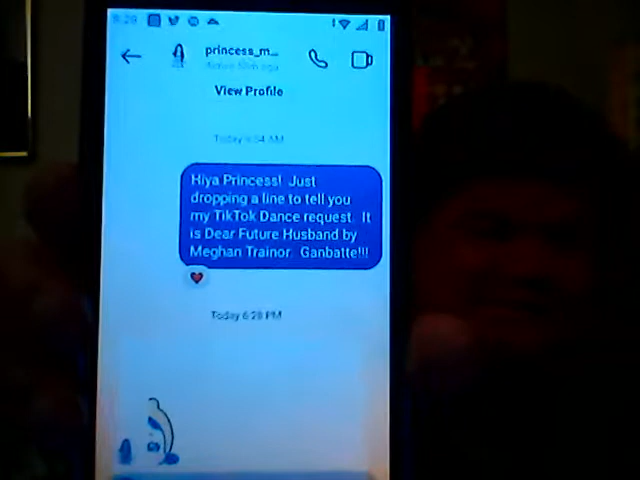 princess_m...
View Profile
Today
Hiya Princess! Just
dropping a line to tell you
my TikTok Dance request. It
is Dear Future Husband by
Meghan Trainor. Ganbatte!!!
Today 6:28 PM